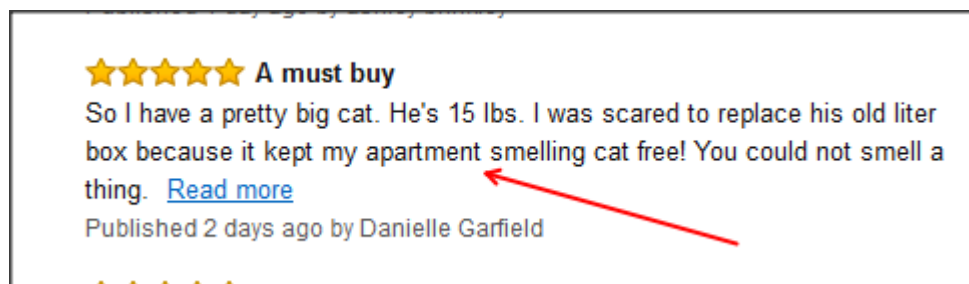 A must buy
So I have a pretty big cat. He's 15 lbs. I was scared to replace his old liter
box because it kept my apartment smelling cat free! You could not smell a
thing. Read more
Published 2 days ago by Danielle Garfield